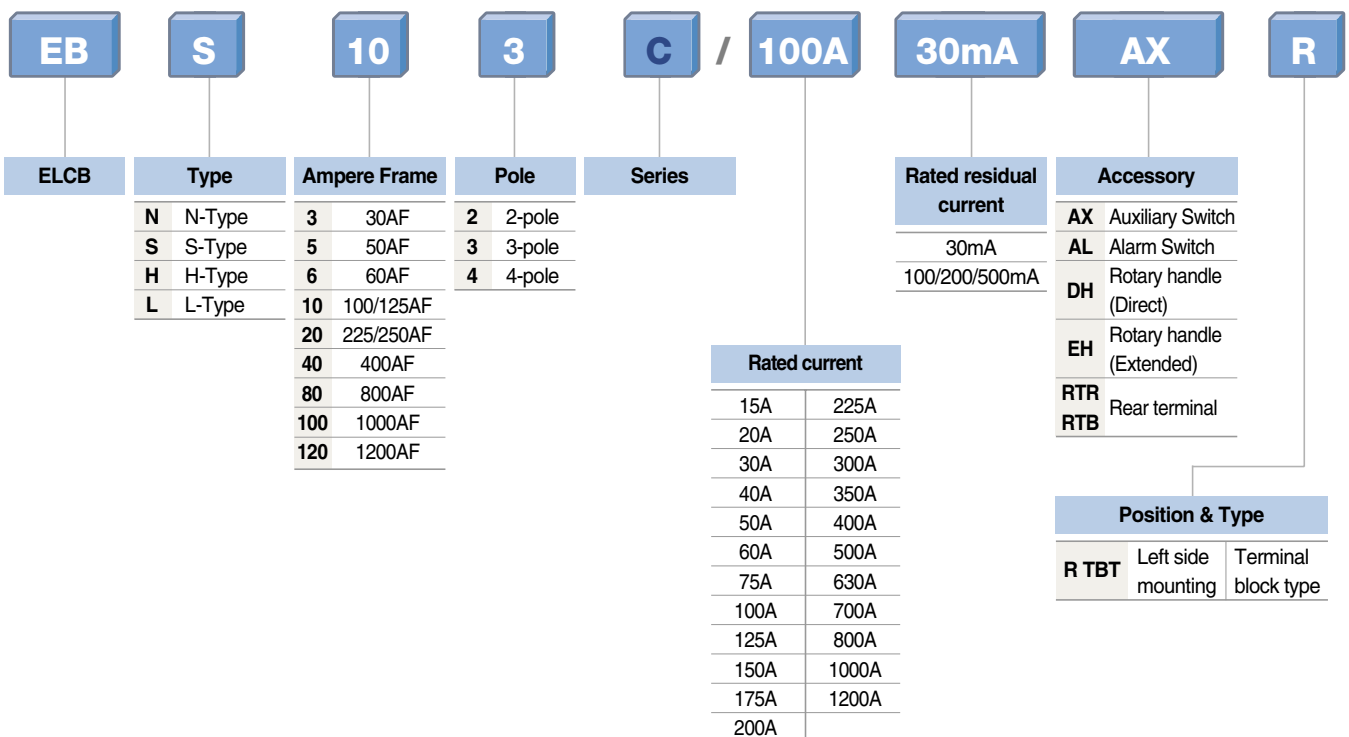 EB S 10 3 C / 100A 30mA AX R
ELCB
Type
N N-Type
S S-Type
H H-Type
L L-Type
Ampere Frame
3 30AF
5 50AF
6 60AF
10 100/125AF
20 225/250AF
40 400AF
80 800AF
100 1000AF
120 1200AF
Pole
2 2-pole
3 3-pole
4 4-pole
Series
Rated current
15A 225A
20A 250A
30A 300A
40A 350A
50A 400A
60A 500A
75A 630A
100A 700A
125A 800A
150A 1000A
175A 1200A
200A
Rated residual
current
30mA
100/200/500mA
Accessory
AX Auxiliary Switch
AL Alarm Switch
DH Rotary handle
(Direct)
EH Rotary handle
(Extended)
RTR
RTB
Rear terminal
Position & Type
R TBT
Left side
mounting
Terminal
block type